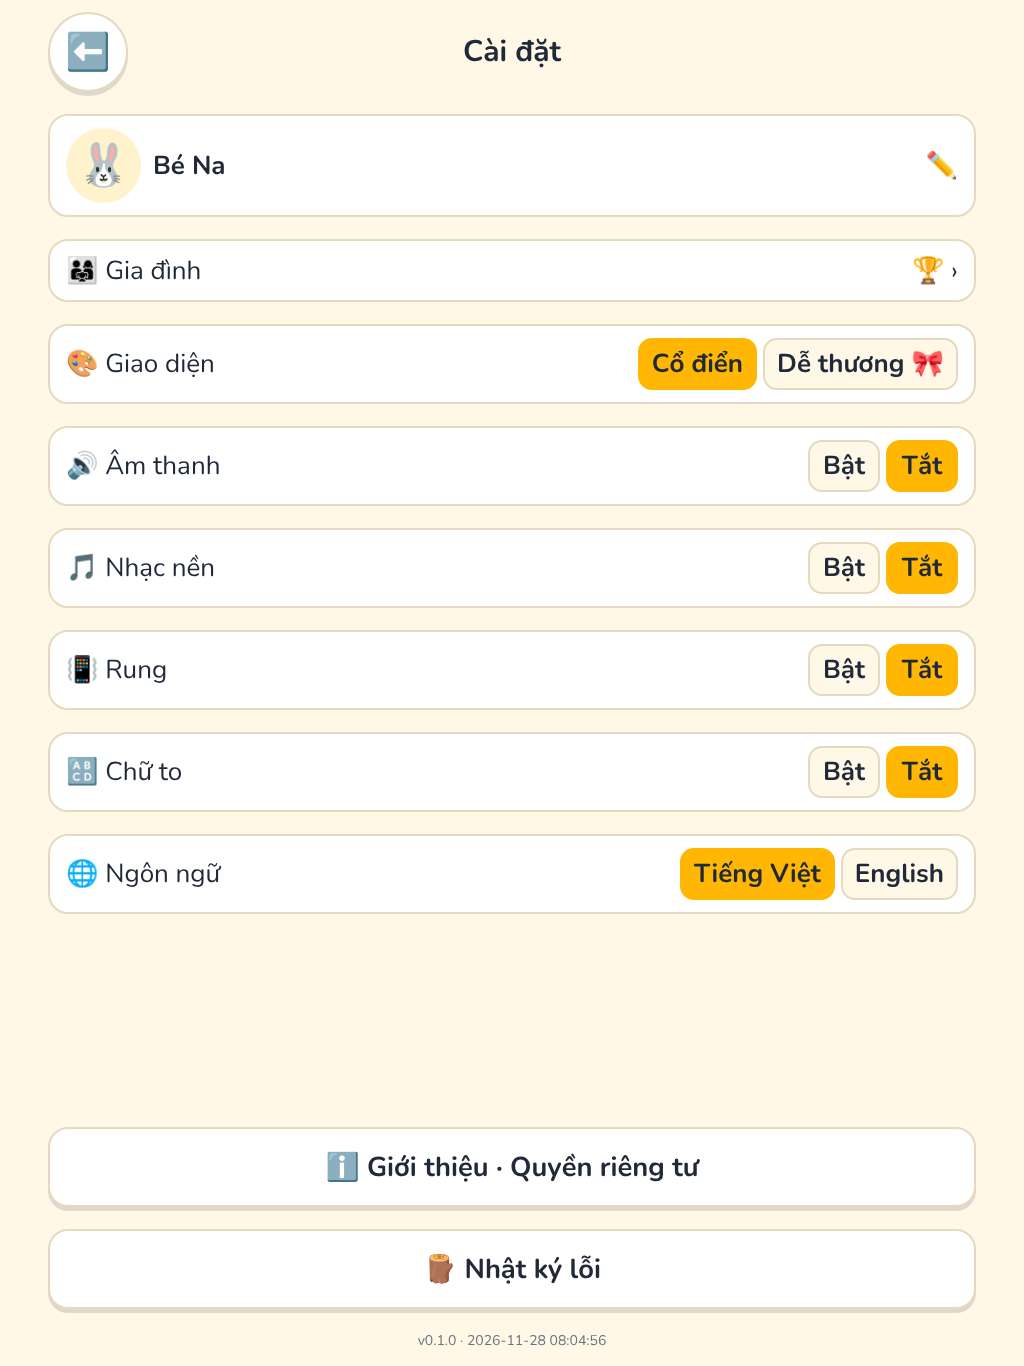 Cài đặt
Bé Na
Gia đình ›
Giao diện Cổ điển Dễ thương
Âm thanh Bật Tắt
Nhạc nền Bật Tắt
Rung Bật Tắt
Chữ to Bật Tắt
Ngôn ngữ Tiếng Việt English
Giới thiệu · Quyền riêng tư
Nhật ký lỗi
v0.1.0 · 2026-11-28 08:04:56